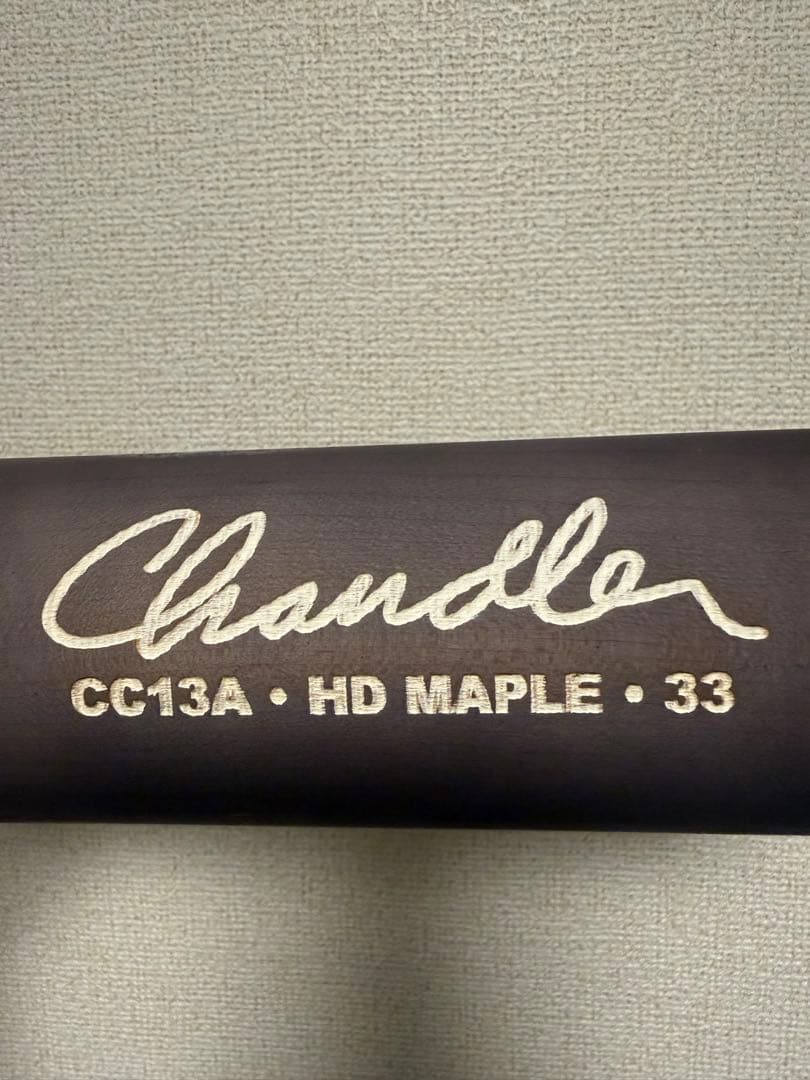 Chandler
CC13A • HD MAPLE • 33